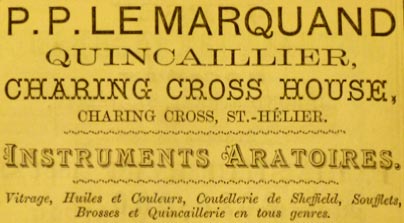 P. P. LE MARQUAND
QUINCAILLIER,
CHARING CROSS HOUSE,
CHARING CROSS, ST.-HÉLIER.
INSTRUMENTS ARATOIRES.
Vitrage, Huiles et Couleurs, Coutellerie de Sheffield, Soufflets,
Brosses et Quincaillerie en tous genres.